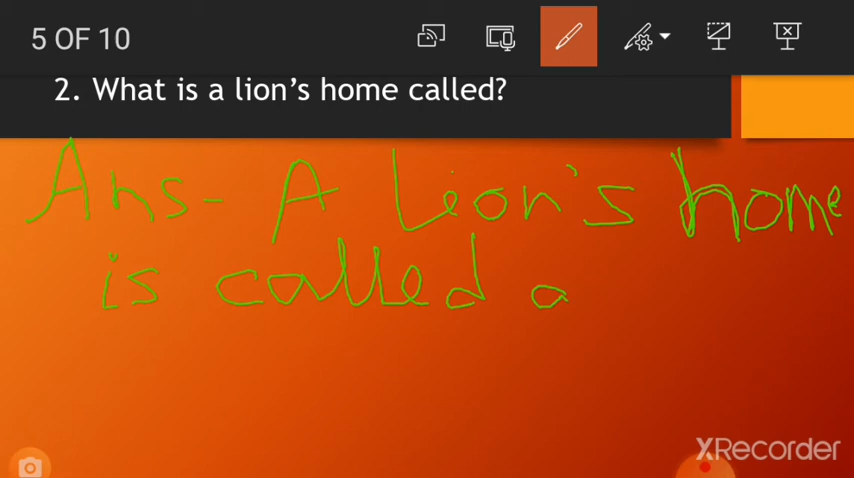 5 OF 10
2. What is a lion's home called?
Ans- A Lion's home
is called a
XRecorder